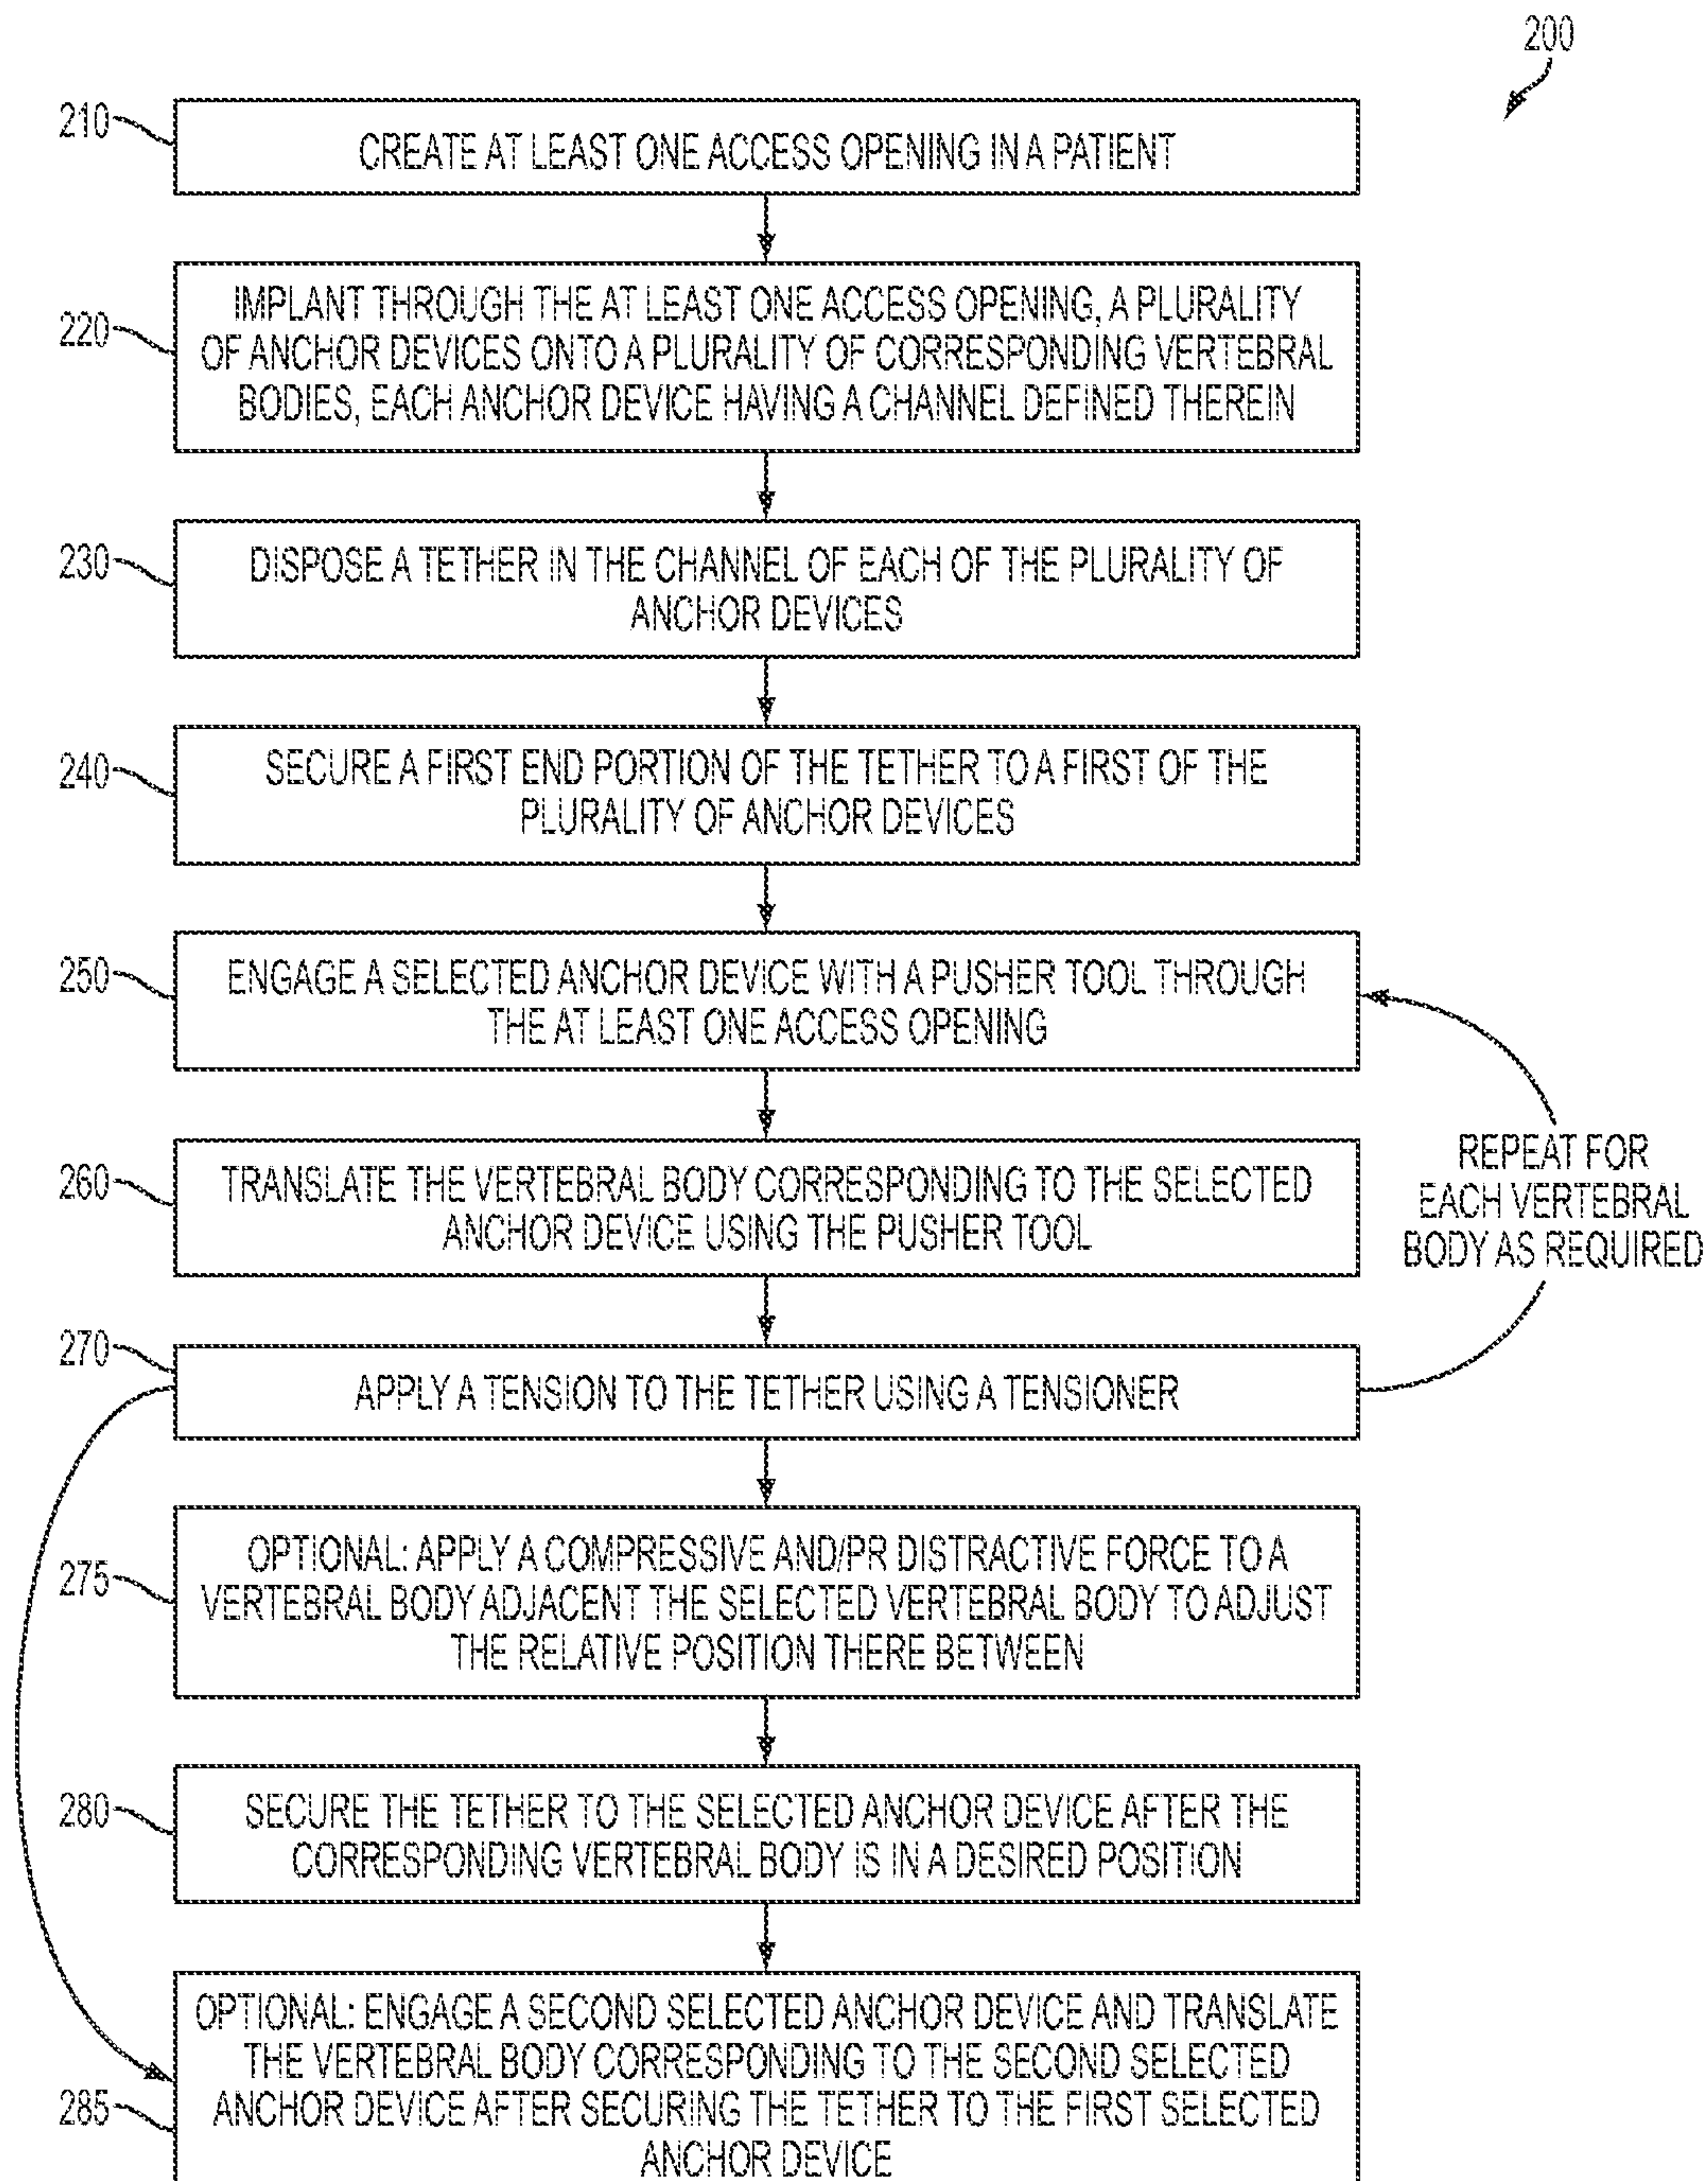 200
210
CREATE AT LEAST ONE ACCESS OPENING IN A PATIENT
220
IMPLANT THROUGH THE AT LEAST ONE ACCESS OPENING, A PLURALITY
OF ANCHOR DEVICES ONTO A PLURALITY OF CORRESPONDING VERTEBRAL
BODIES, EACH ANCHOR DEVICE HAVING A CHANNEL DEFINED THEREIN
230
DISPOSE A TETHER IN THE CHANNEL OF EACH OF THE PLURALITY OF
ANCHOR DEVICES
240
SECURE A FIRST END PORTION OF THE TETHER TO A FIRST OF THE
PLURALITY OF ANCHOR DEVICES
250
ENGAGE A SELECTED ANCHOR DEVICE WITH A PUSHER TOOL THROUGH
THE AT LEAST ONE ACCESS OPENING
260
TRANSLATE THE VERTEBRAL BODY CORRESPONDING TO THE SELECTED
ANCHOR DEVICE USING THE PUSHER TOOL
REPEAT FOR
EACH VERTEBRAL
BODY AS REQUIRED
270
APPLY A TENSION TO THE TETHER USING A TENSIONER
275
OPTIONAL: APPLY A COMPRESSIVE AND/PR DISTRACTIVE FORCE TO A
VERTEBRAL BODY ADJACENT THE SELECTED VERTEBRAL BODY TO ADJUST
THE RELATIVE POSITION THERE BETWEEN
280
SECURE THE TETHER TO THE SELECTED ANCHOR DEVICE AFTER THE
CORRESPONDING VERTEBRAL BODY IS IN A DESIRED POSITION
285
OPTIONAL: ENGAGE A SECOND SELECTED ANCHOR DEVICE AND TRANSLATE
THE VERTEBRAL BODY CORRESPONDING TO THE SECOND SELECTED
ANCHOR DEVICE AFTER SECURING THE TETHER TO THE FIRST SELECTED
ANCHOR DEVICE